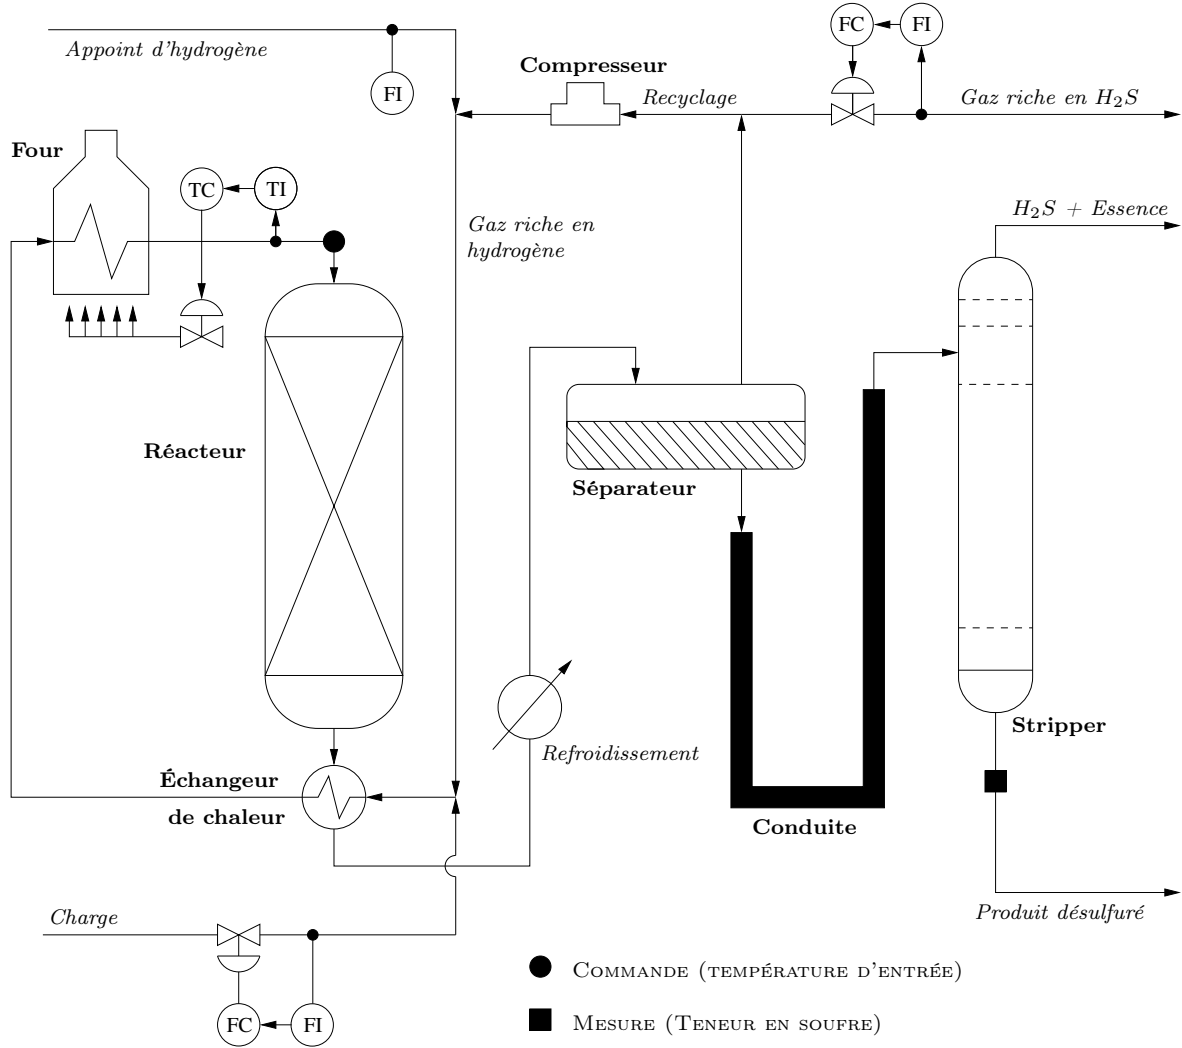 FC
FI
Appoint d'hydrogène
Compresseur
FI
Recyclage
Gaz riche en H2S
Four
TC
TI
H2S + Essence
Gaz riche en
hydrogène
Réacteur
Séparateur
Stripper
Refroidissement
Échangeur
de chaleur
Conduite
Charge
Produit désulfuré
Commande (température d'entrée)
FC
FI
Mesure (Teneur en soufre)